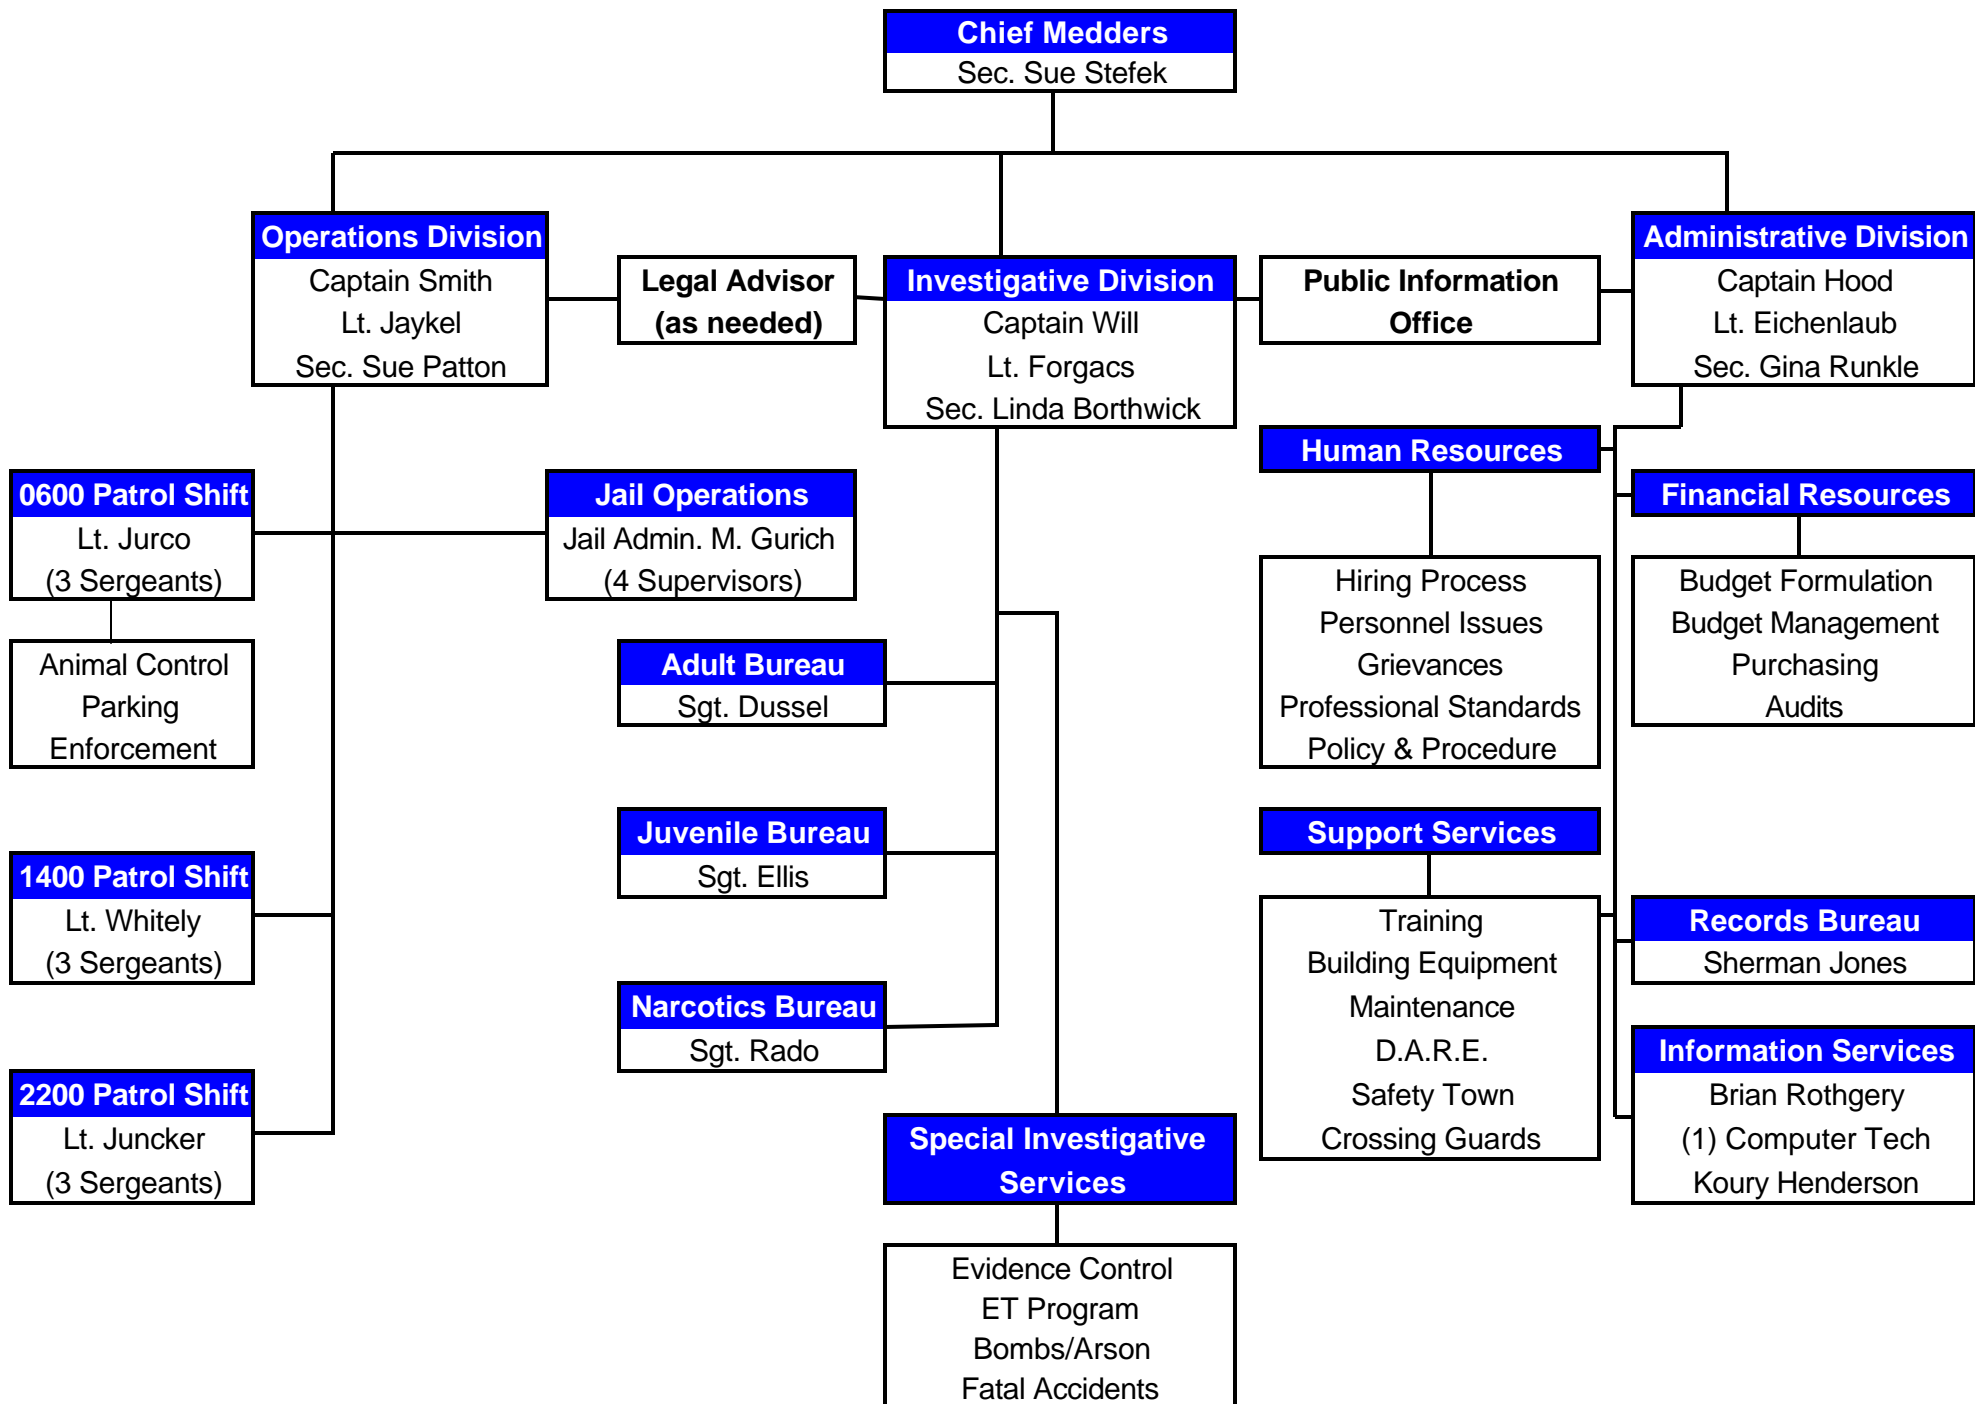 Chief Medders
Sec. Sue Stefek
Operations Division
Captain Smith
Lt. Jaykel
Sec. Sue Patton
Legal Advisor
(as needed)
Investigative Division
Captain Will
Lt. Forgacs
Sec. Linda Borthwick
Public Information
Office
Administrative Division
Captain Hood
Lt. Eichenlaub
Sec. Gina Runkle
0600 Patrol Shift
Lt. Jurco
(3 Sergeants)
Animal Control
Parking
Enforcement
1400 Patrol Shift
Lt. Whitely
(3 Sergeants)
2200 Patrol Shift
Lt. Juncker
(3 Sergeants)
Jail Operations
Jail Admin. M. Gurich
(4 Supervisors)
Adult Bureau
Sgt. Dussel
Juvenile Bureau
Sgt. Ellis
Narcotics Bureau
Sgt. Rado
Special Investigative
Services
Evidence Control
ET Program
Bombs/Arson
Fatal Accidents
Human Resources
Hiring Process
Personnel Issues
Grievances
Professional Standards
Policy & Procedure
Financial Resources
Budget Formulation
Budget Management
Purchasing
Audits
Support Services
Training
Building Equipment
Maintenance
D.A.R.E.
Safety Town
Crossing Guards
Records Bureau
Sherman Jones
Information Services
Brian Rothgery
(1) Computer Tech
Koury Henderson